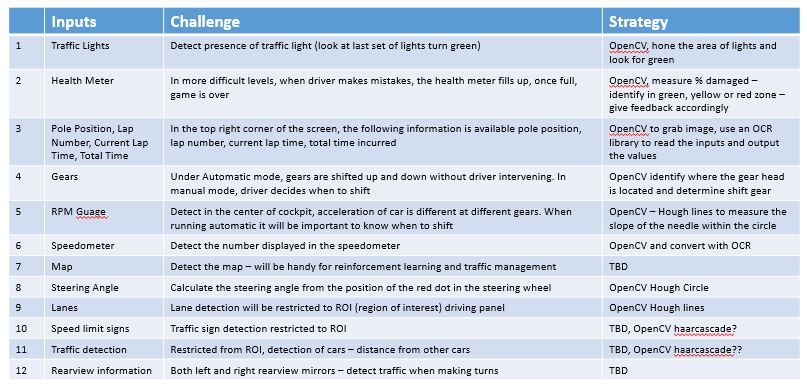 Inputs Challenge Strategy
1 Traffic Lights Detect presence of traffic light (look at last set of lights turn green) OpenCV, hone the area of lights and
look for green
2 Health Meter In more difficult levels, when driver makes mistakes, the health meter fills up, once full, OpenCV, measure % damaged –
game is over identify in green, yellow or red zone –
give feedback accordingly
3 Pole Position, Lap In the top right corner of the screen, the following information is available pole position, OpenCV to grab image, use an OCR
Number, Current Lap lap number, current lap time, total time incurred library to read the inputs and output
Time, Total Time the values
4 Gears Under Automatic mode, gears are shifted up and down without driver intervening. In OpenCV identify where the gear head
manual mode, driver decides when to shift is located and determine shift gear
5 RPM Guage Detect in the center of cockpit, acceleration of car is different at different gears. When OpenCV – Hough lines to measure the
running automatic it will be important to know when to shift slope of the needle within the circle
6 Speedometer Detect the number displayed in the speedometer OpenCV and convert with OCR
7 Map Detect the map – will be handy for reinforcement learning and traffic management TBD
8 Steering Angle Calculate the steering angle from the position of the red dot in the steering wheel OpenCV Hough Circle
9 Lanes Lane detection will be restricted to ROI (region of interest) driving panel OpenCV Hough lines
10 Speed limit signs Traffic sign detection restricted to ROI TBD, OpenCV haarcascade?
11 Traffic detection Restricted from ROI, detection of cars – distance from other cars TBD, OpenCV haarcascade??
12 Rearview information Both left and right rearview mirrors – detect traffic when making turns TBD